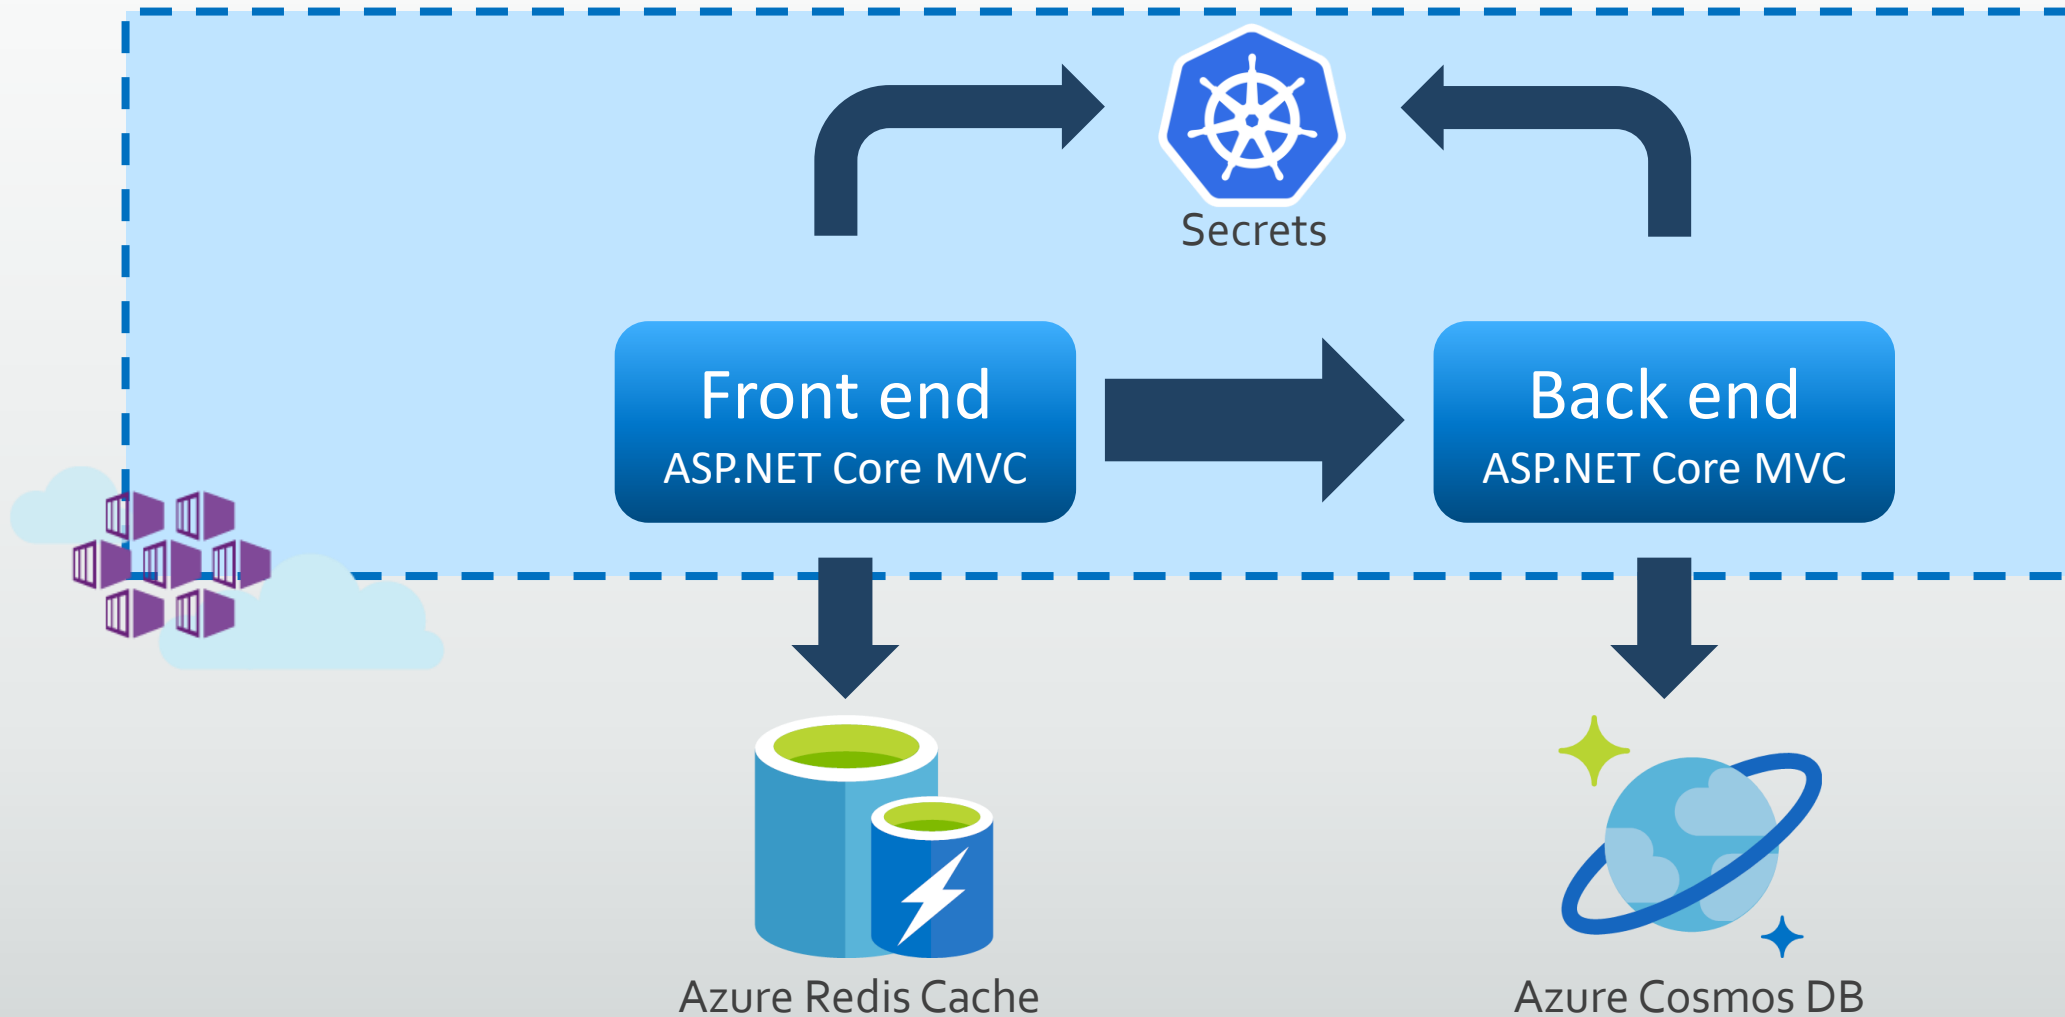 Secrets
Front end
ASP.NET Core MVC
Back end
ASP.NET Core MVC
Azure Redis Cache
Azure Cosmos DB